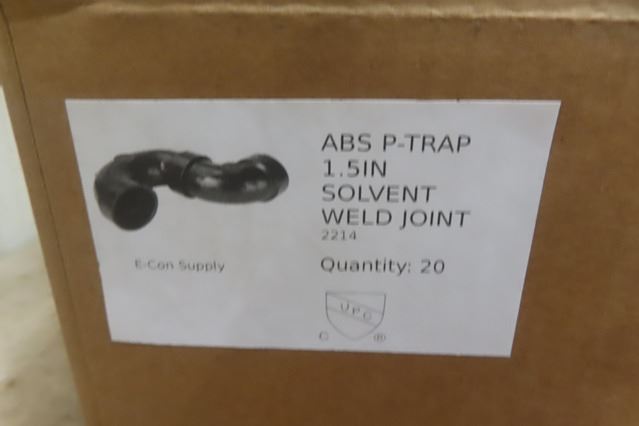 ABS P-TRAP
1.5IN
SOLVENT
WELD JOINT
2214
E-Con Supply
Quantity: 20
UPC
C ®